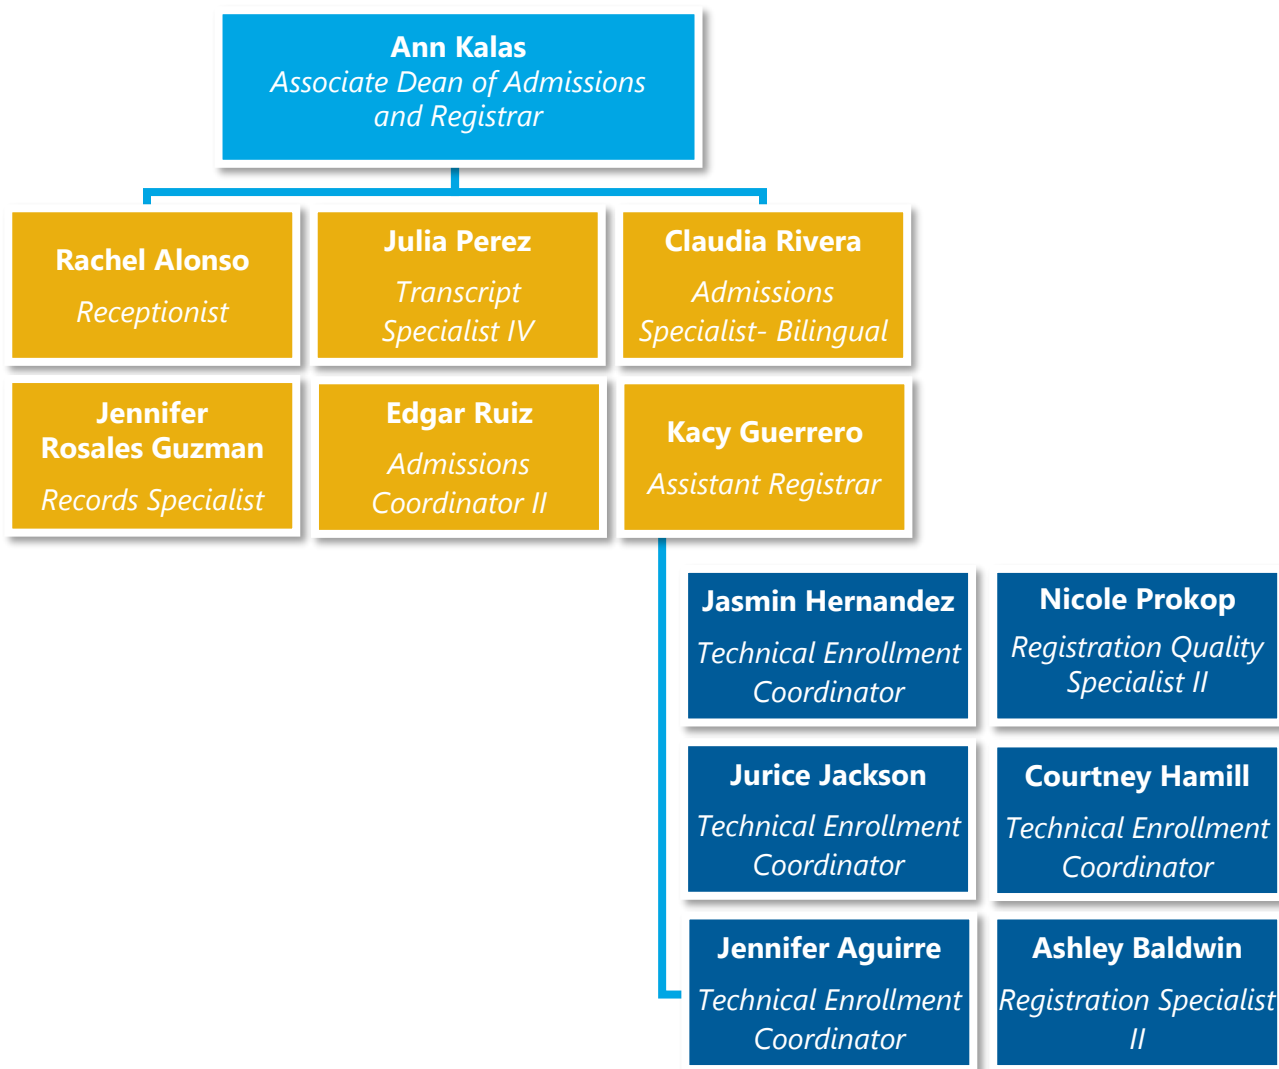 Ann Kalas
Associate Dean of Admissions
and Registrar
Rachel Alonso
Receptionist
Julia Perez
Transcript
Specialist IV
Claudia Rivera
Admissions
Specialist- Bilingual
Jennifer
Rosales Guzman
Records Specialist
Edgar Ruiz
Admissions
Coordinator II
Kacy Guerrero
Assistant Registrar
Jasmin Hernandez
Technical Enrollment
Coordinator
Nicole Prokop
Registration Quality
Specialist II
Jurice Jackson
Technical Enrollment
Coordinator
Courtney Hamill
Technical Enrollment
Coordinator
Jennifer Aguirre
Technical Enrollment
Coordinator
Ashley Baldwin
Registration Specialist
II